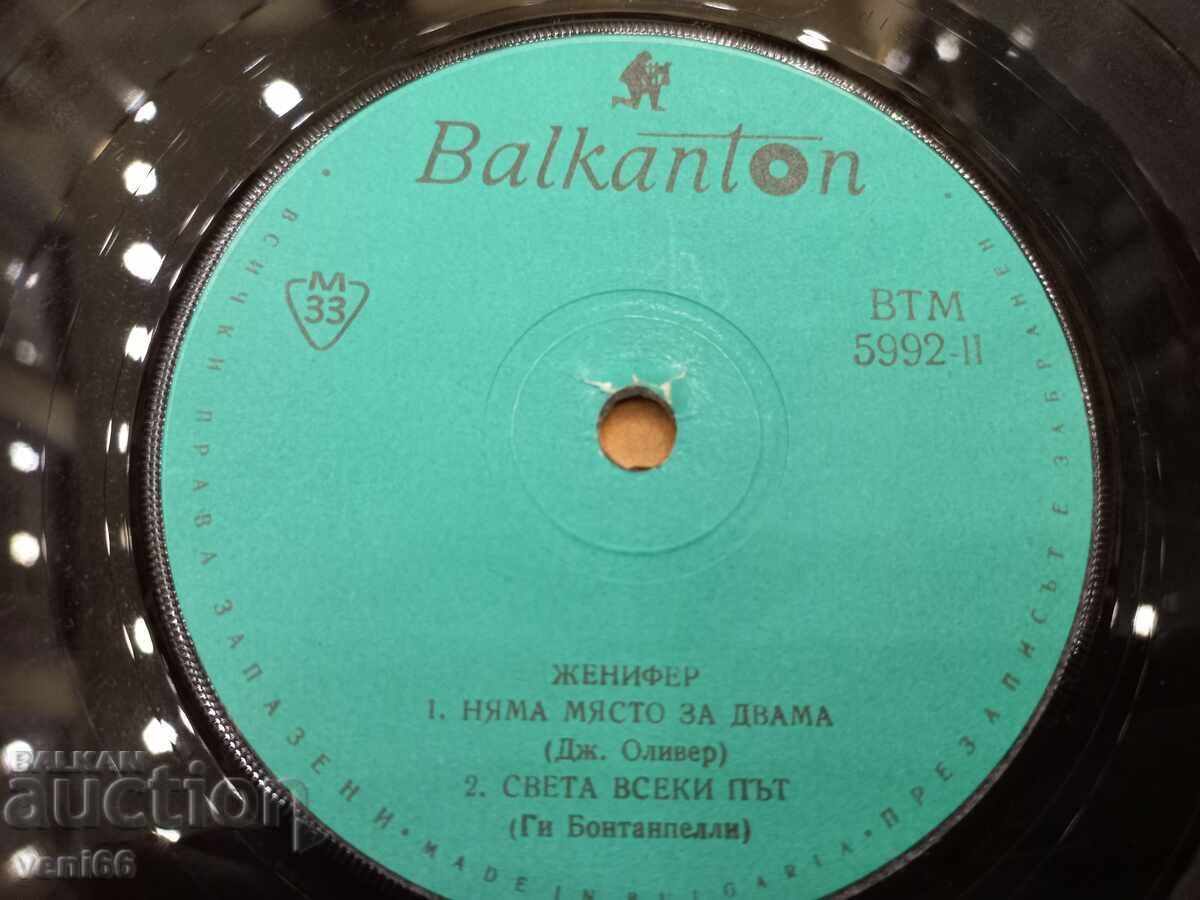 Balkanton
M
33
ВТМ
5992-II
ЖЕНИФЕР
1. НЯМА МЯСТО ЗА ДВАМА
(Дж. Оливер)
2. СВЕТА ВСЕКИ ПЪТ
(Ги Бонтанпелли)
• ВСИЧКИ ПРАВА ЗАПАЗЕНИ • MADE IN BULGARIA • ПРЕЗАПИСЪТ ЗАБРАНЕН •
BALKAN
auction
veni66